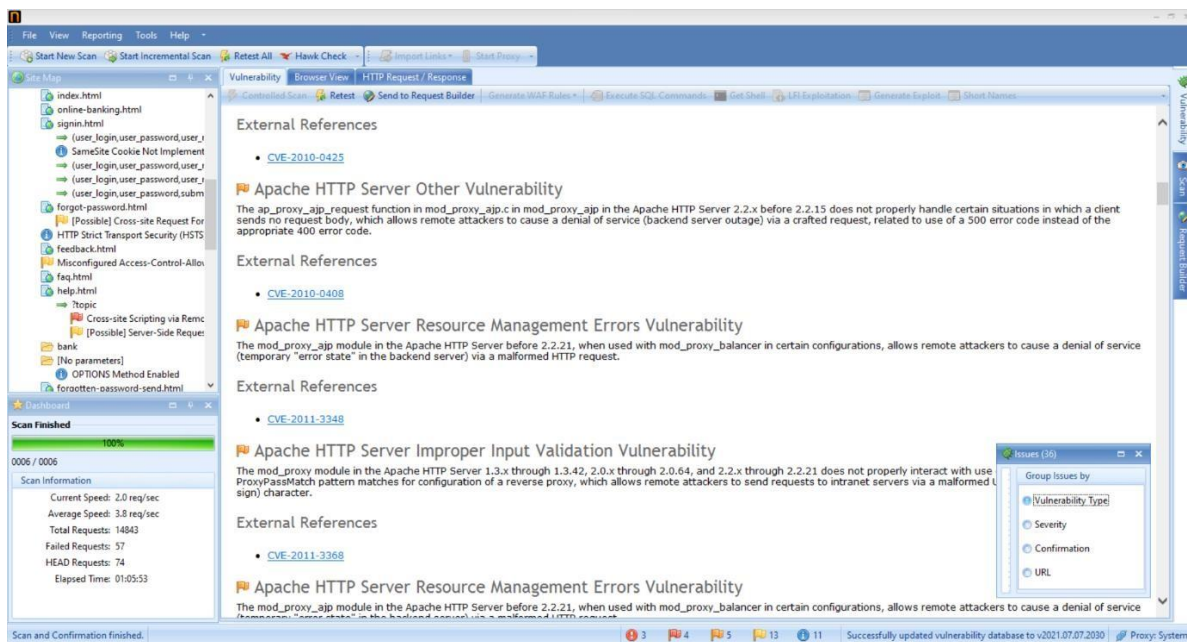 File View Reporting Tools Help
Start New Scan Start Incremental Scan Retest All Hawk Check Import Links Start Proxy
Site Map
index.html
online-banking.html
signin.html
(user_login,user_password,user_r
SameSite Cookie Not Implement
(user_login,user_password,user_r
(user_login,user_password,user_r
(user_login,user_password,subm
forgot-password.html
[Possible] Cross-site Request For
HTTP Strict Transport Security (HSTS
feedback.html
Misconfigured Access-Control-Allov
faq.html
help.html
?topic
Cross-site Scripting via Remo
[Possible] Server-Side Reques
bank
[No parameters]
OPTIONS Method Enabled
forgotten-password-send.html
Dashboard
Scan Finished
100%
0006 / 0006
Scan Information
Current Speed: 2.0 req/sec
Average Speed: 3.8 req/sec
Total Requests: 14843
Failed Requests: 57
HEAD Requests: 74
Elapsed Time: 01:05:53
Vulnerability Browser View HTTP Request / Response
Controlled Scan Retest Send to Request Builder Generate WAF Rules Execute SQL Commands Get Shell LFI Exploitation Generate Exploit Short Names
External References
CVE-2010-0425
Apache HTTP Server Other Vulnerability
The ap_proxy_ajp_request function in mod_proxy_ajp.c in mod_proxy_ajp in the Apache HTTP Server 2.2.x before 2.2.15 does not properly handle certain situations in which a client
sends no request body, which allows remote attackers to cause a denial of service (backend server outage) via a crafted request, related to use of a 500 error code instead of the
appropriate 400 error code.
External References
CVE-2010-0408
Apache HTTP Server Resource Management Errors Vulnerability
The mod_proxy_ajp module in the Apache HTTP Server before 2.2.21, when used with mod_proxy_balancer in certain configurations, allows remote attackers to cause a denial of service
(temporary "error state" in the backend server) via a malformed HTTP request.
External References
CVE-2011-3348
Apache HTTP Server Improper Input Validation Vulnerability
The mod_proxy module in the Apache HTTP Server 1.3.x through 1.3.42, 2.0.x through 2.0.64, and 2.2.x through 2.2.21 does not properly interact with use
ProxyPassMatch pattern matches for configuration of a reverse proxy, which allows remote attackers to send requests to intranet servers via a malformed U
sign) character.
External References
CVE-2011-3368
Apache HTTP Server Resource Management Errors Vulnerability
The mod_proxy_ajp module in the Apache HTTP Server before 2.2.21, when used with mod_proxy_balancer in certain configurations, allows remote attackers to cause a denial of service
(temporary "error state" in the backend server) via a malformed HTTP request.
Issues (36)
Group Issues by
Vulnerability Type
Severity
Confirmation
URL
Vulnerability
Scan
Request Builder
Scan and Confirmation finished. 3 4 5 13 11 Successfully updated vulnerability database to v2021.07.07.2030 Proxy: System